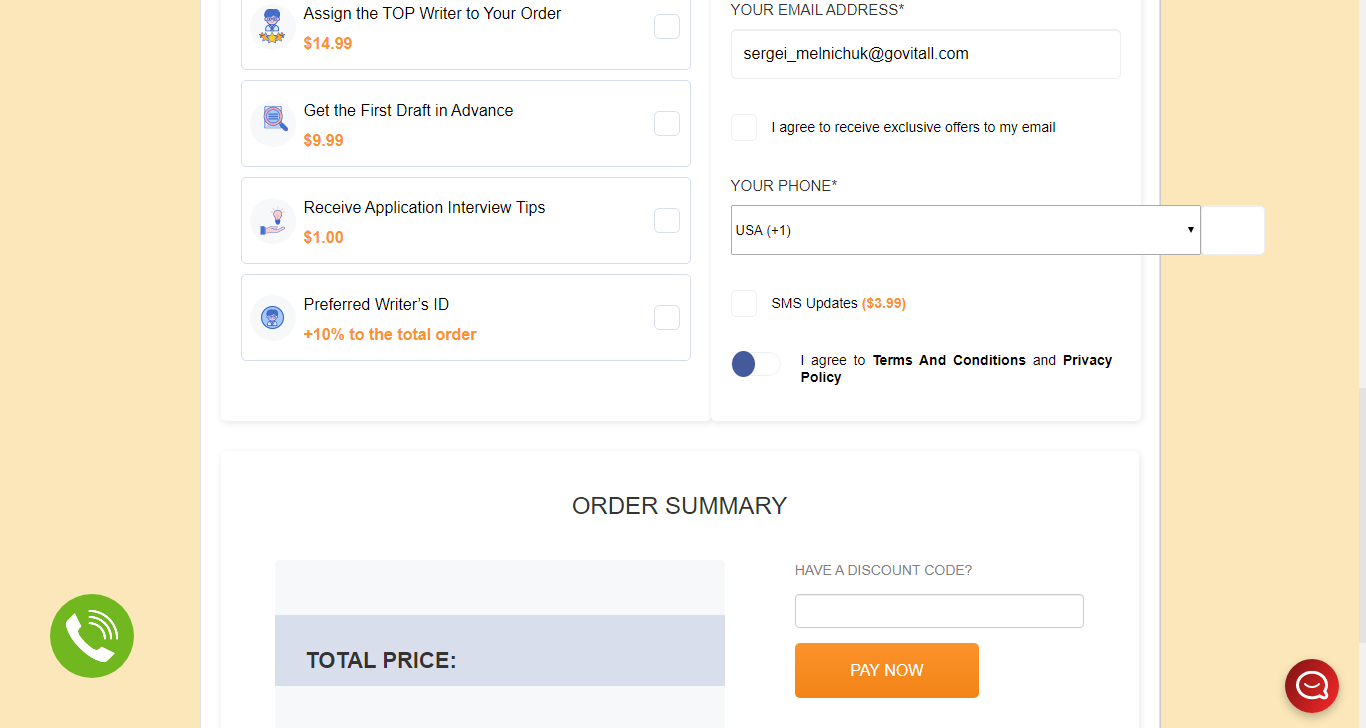 Assign the TOP Writer to Your Order
$14.99
Get the First Draft in Advance
$9.99
Receive Application Interview Tips
$1.00
Preferred Writer’s ID
+10% to the total order
YOUR EMAIL ADDRESS*
sergei_melnichuk@govitall.com
I agree to receive exclusive offers to my email
YOUR PHONE*
USA (+1)
SMS Updates ($3.99)
I agree to Terms And Conditions and Privacy
Policy
ORDER SUMMARY
TOTAL PRICE:
HAVE A DISCOUNT CODE?
PAY NOW